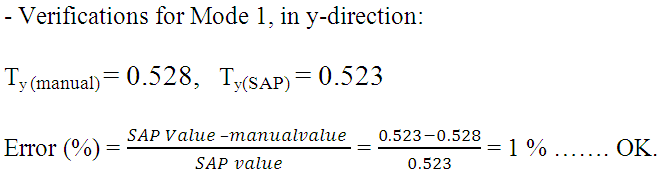 - Verifications for Mode 1, in y-direction:
Ty (manual) = 0.528, Ty(SAP) = 0.523
Error (%) = SAP Value –manualvalue / SAP value = 0.523−0.528 / 0.523 = 1 % ....... OK.